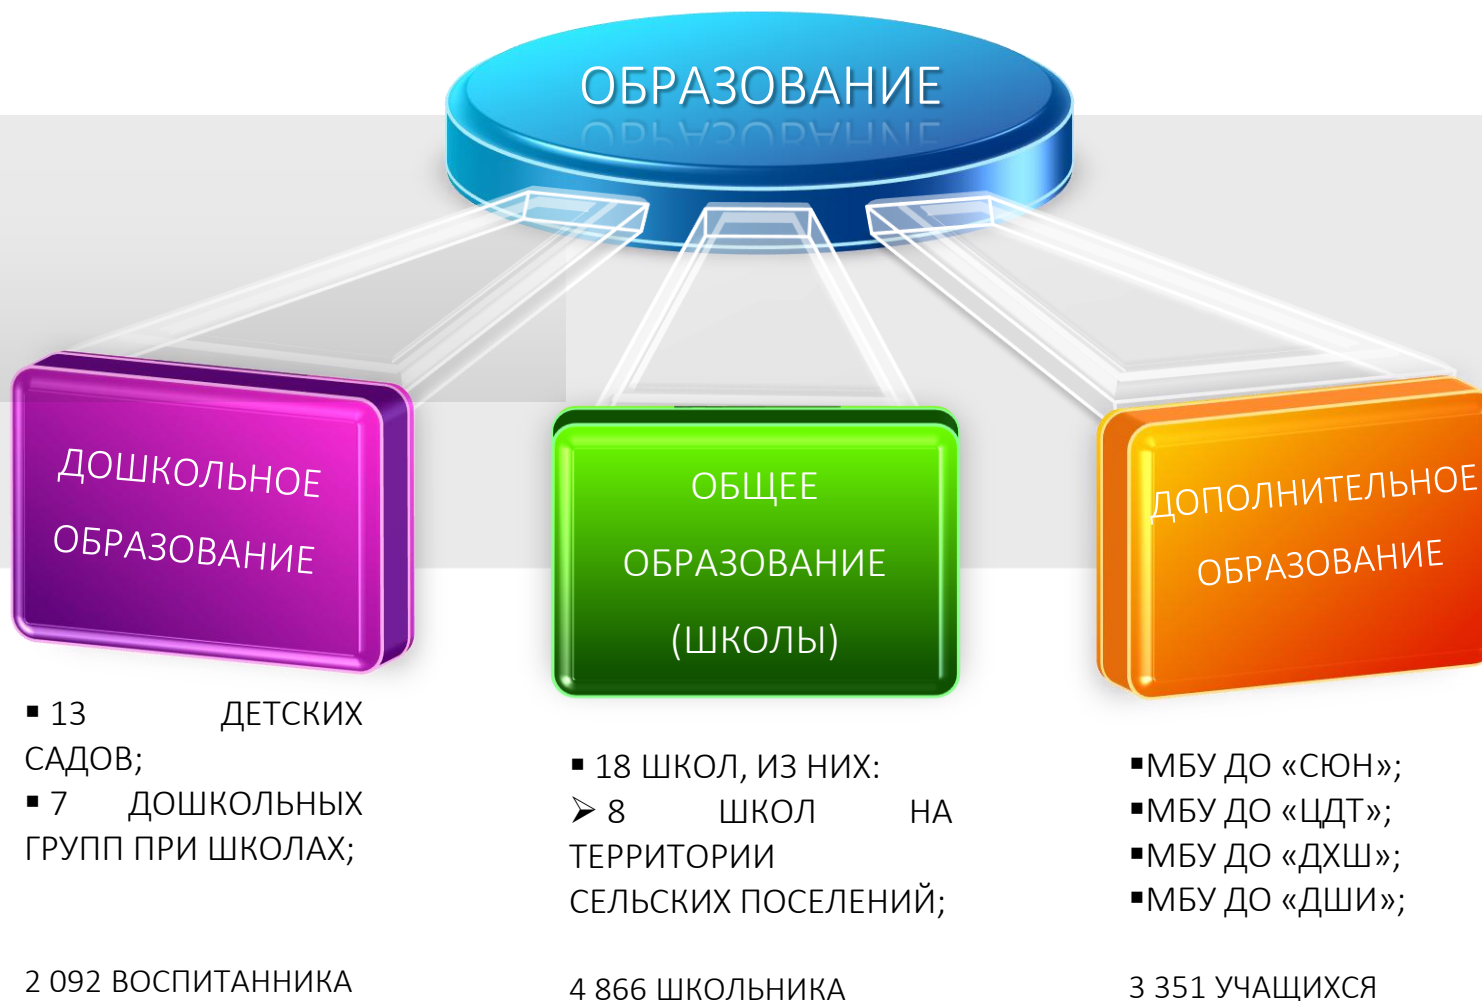 ОБРАЗОВАНИЕ
ДОШКОЛЬНОЕ
ОБРАЗОВАНИЕ
▪ 13 ДЕТСКИХ
САДОВ;
▪ 7 ДОШКОЛЬНЫХ
ГРУПП ПРИ ШКОЛАХ;
2 092 ВОСПИТАННИКА
ОБЩЕЕ
ОБРАЗОВАНИЕ
(ШКОЛЫ)
▪ 18 ШКОЛ, ИЗ НИХ:
➢ 8 ШКОЛ НА
ТЕРРИТОРИИ
СЕЛЬСКИХ ПОСЕЛЕНИЙ;
4 866 ШКОЛЬНИКА
ДОПОЛНИТЕЛЬНОЕ
ОБРАЗОВАНИЕ
▪МБУ ДО «СЮН»;
▪МБУ ДО «ЦДТ»;
▪МБУ ДО «ДХШ»;
▪МБУ ДО «ДШИ»;
3 351 УЧАЩИХСЯ